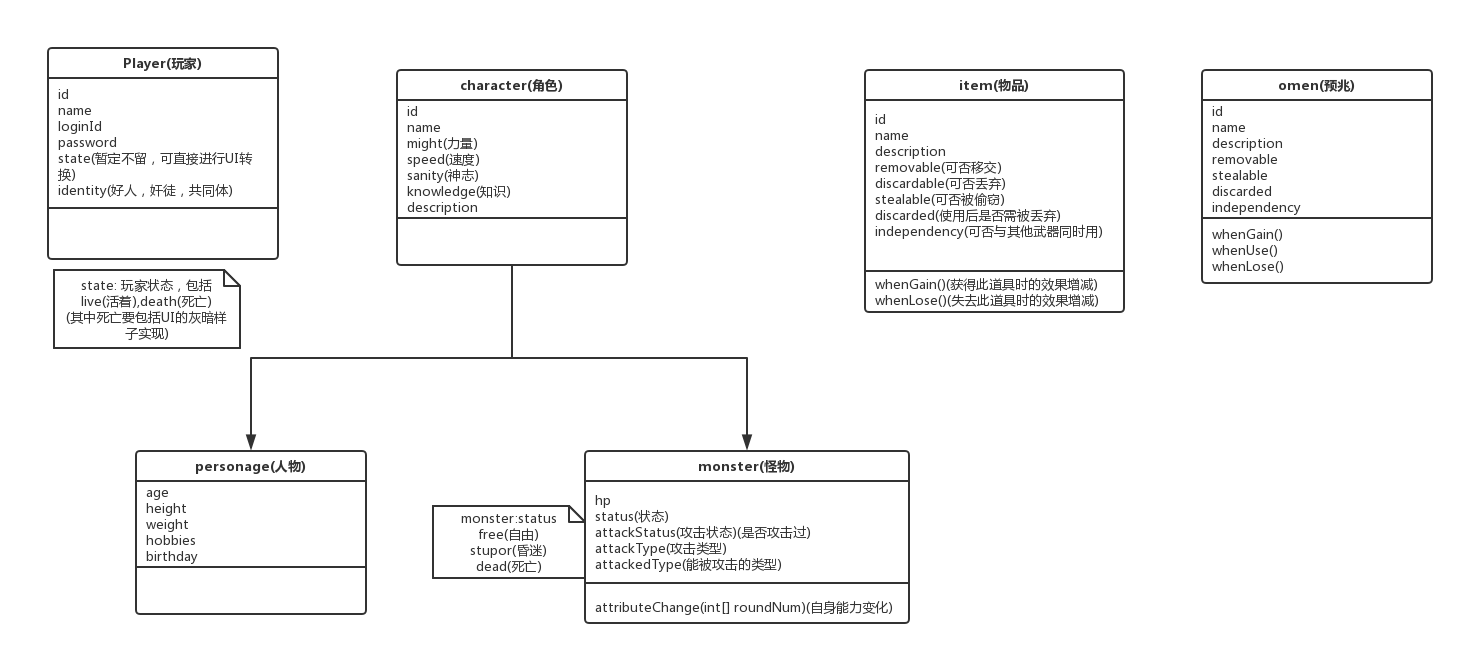 Player(玩家)
id
name
loginId
password
state(暂定不留，可直接进行UI转
换)
identity(好人，奸徒，共同体)
state: 玩家状态，包括
live(活着),death(死亡)
(其中死亡要包括UI的灰暗样
子实现)
character(角色)
id
name
might(力量)
speed(速度)
sanity(神志)
knowledge(知识)
description
item(物品)
id
name
description
removable(可否移交)
discardable(可否丢弃)
stealable(可否被偷窃)
discarded(使用后是否需被丢弃)
independency(可否与其他武器同时用)
whenGain()(获得此道具时的效果增减)
whenLose()(失去此道具时的效果增减)
omen(预兆)
id
name
description
removable
stealable
discarded
independency
whenGain()
whenUse()
whenLose()
personage(人物)
age
height
weight
hobbies
birthday
monster:status
free(自由)
stupor(昏迷)
dead(死亡)
monster(怪物)
hp
status(状态)
attackStatus(攻击状态)(是否攻击过)
attackType(攻击类型)
attackedType(能被攻击的类型)
attributeChange(int[] roundNum)(自身能力变化)